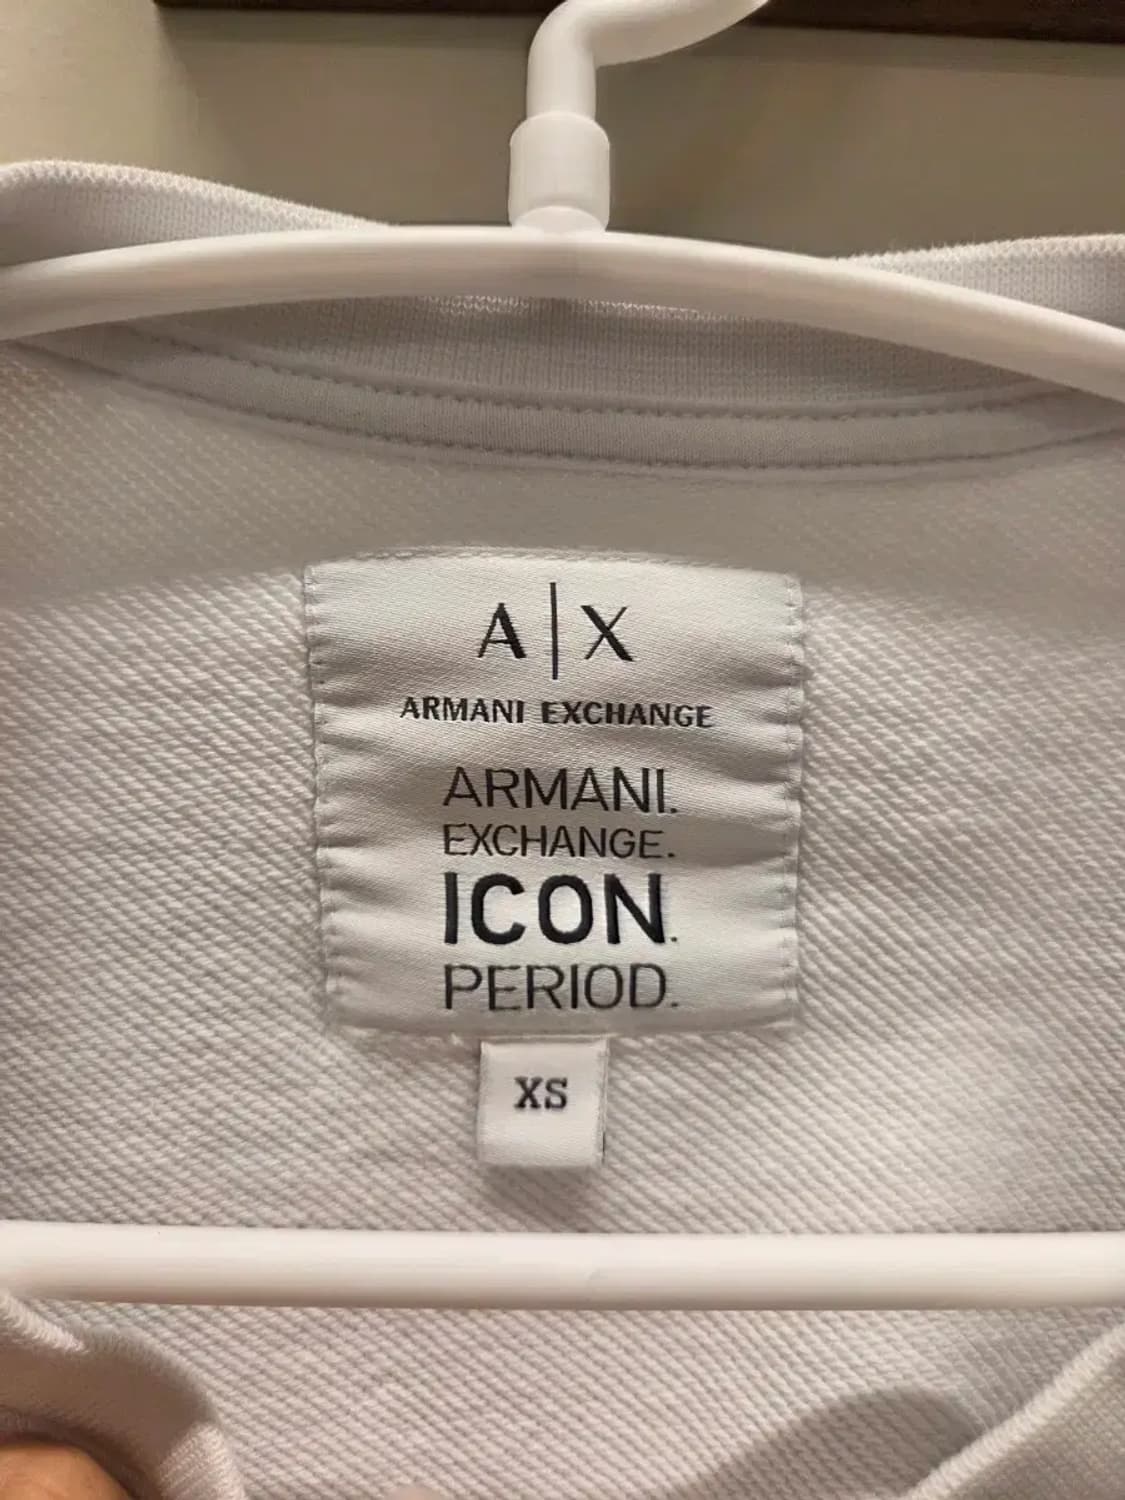 A|X
ARMANI EXCHANGE
ARMANI.
EXCHANGE.
ICON.
PERIOD.
XS